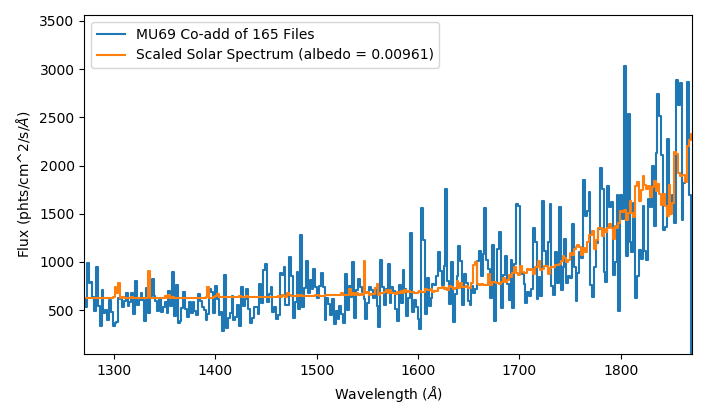 3500
3000
2500
2000
1500
1000
500
Flux (phts/cm^2/s/Å)
MU69 Co-add of 165 Files
Scaled Solar Spectrum (albedo = 0.00961)
1300 1400 1500 1600 1700 1800
Wavelength (Å)